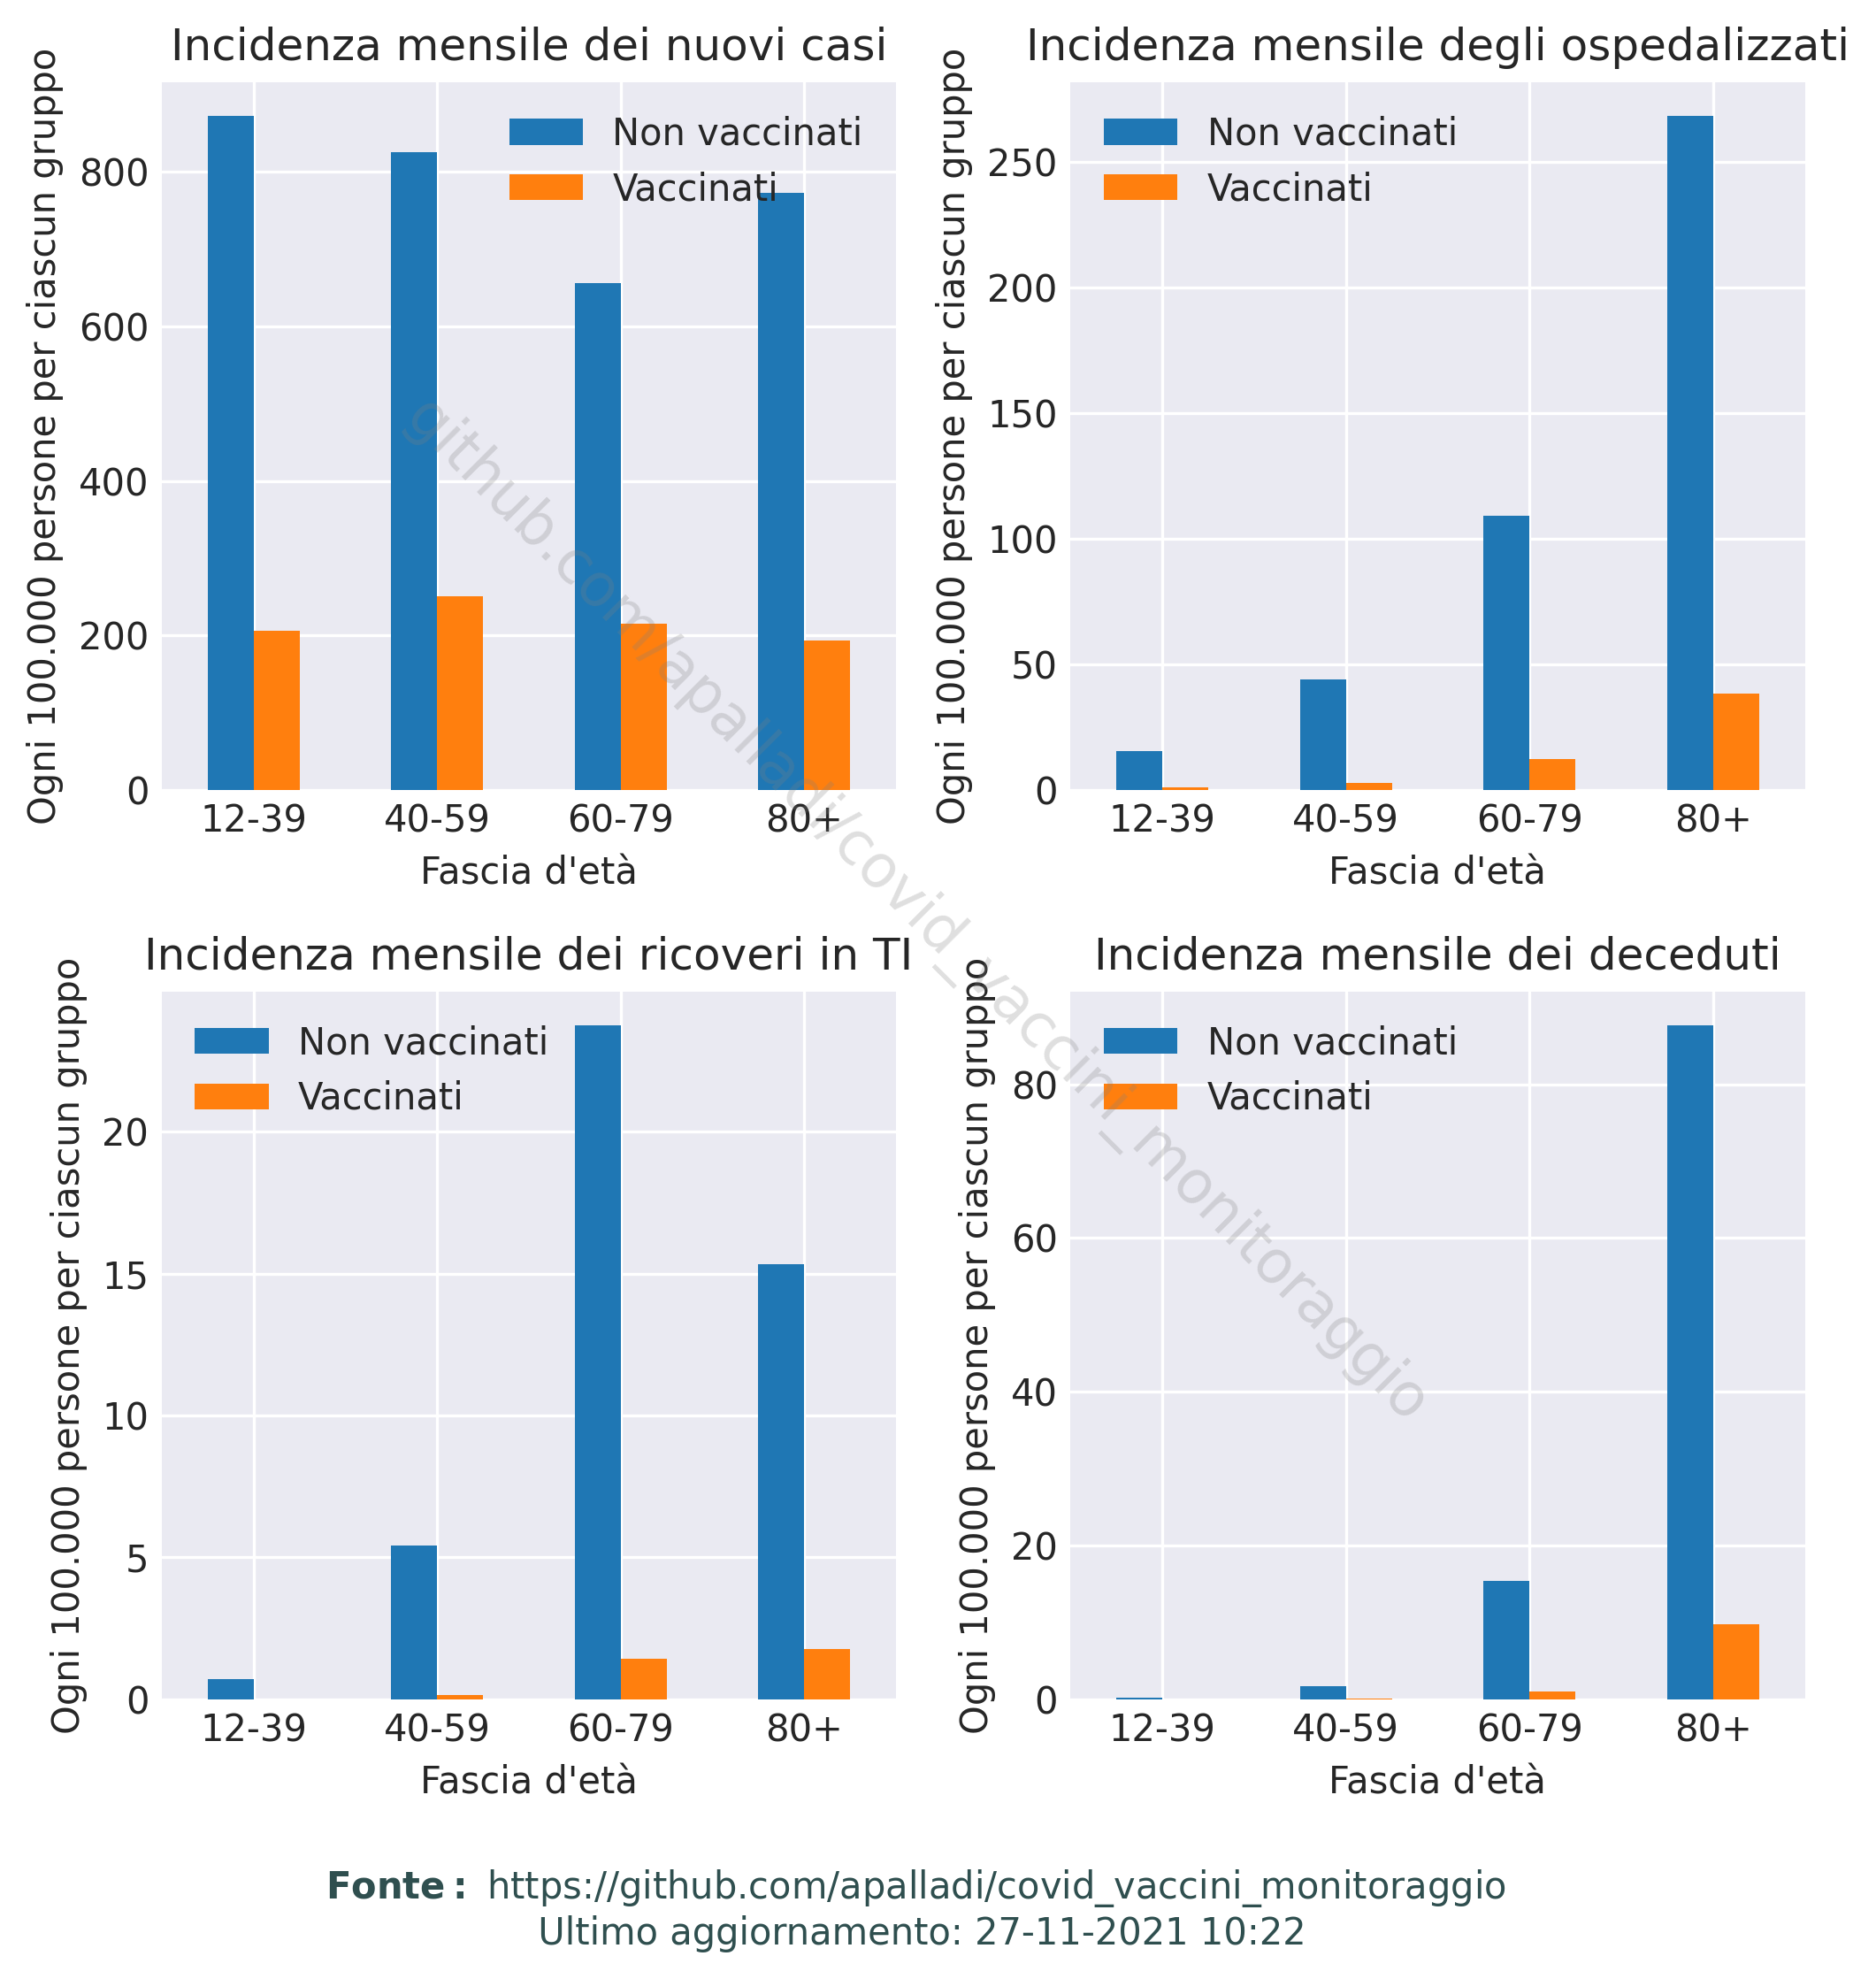 Incidenza mensile dei nuovi casi
Ogni 100.000 persone per ciascun gruppo
800
600
400
200
0
Non vaccinati
Vaccinati
12-39 40-59 60-79 80+
Fascia d'età
Incidenza mensile degli ospedalizzati
Ogni 100.000 persone per ciascun gruppo
250
200
150
100
50
0
Non vaccinati
Vaccinati
12-39 40-59 60-79 80+
Fascia d'età
Incidenza mensile dei ricoveri in TI
Ogni 100.000 persone per ciascun gruppo
20
15
10
5
0
Non vaccinati
Vaccinati
12-39 40-59 60-79 80+
Fascia d'età
Incidenza mensile dei deceduti
Ogni 100.000 persone per ciascun gruppo
80
60
40
20
0
Non vaccinati
Vaccinati
12-39 40-59 60-79 80+
Fascia d'età
github.com/apalladi/covid_vaccini_monitoraggio
Fonte: https://github.com/apalladi/covid_vaccini_monitoraggio
Ultimo aggiornamento: 27-11-2021 10:22